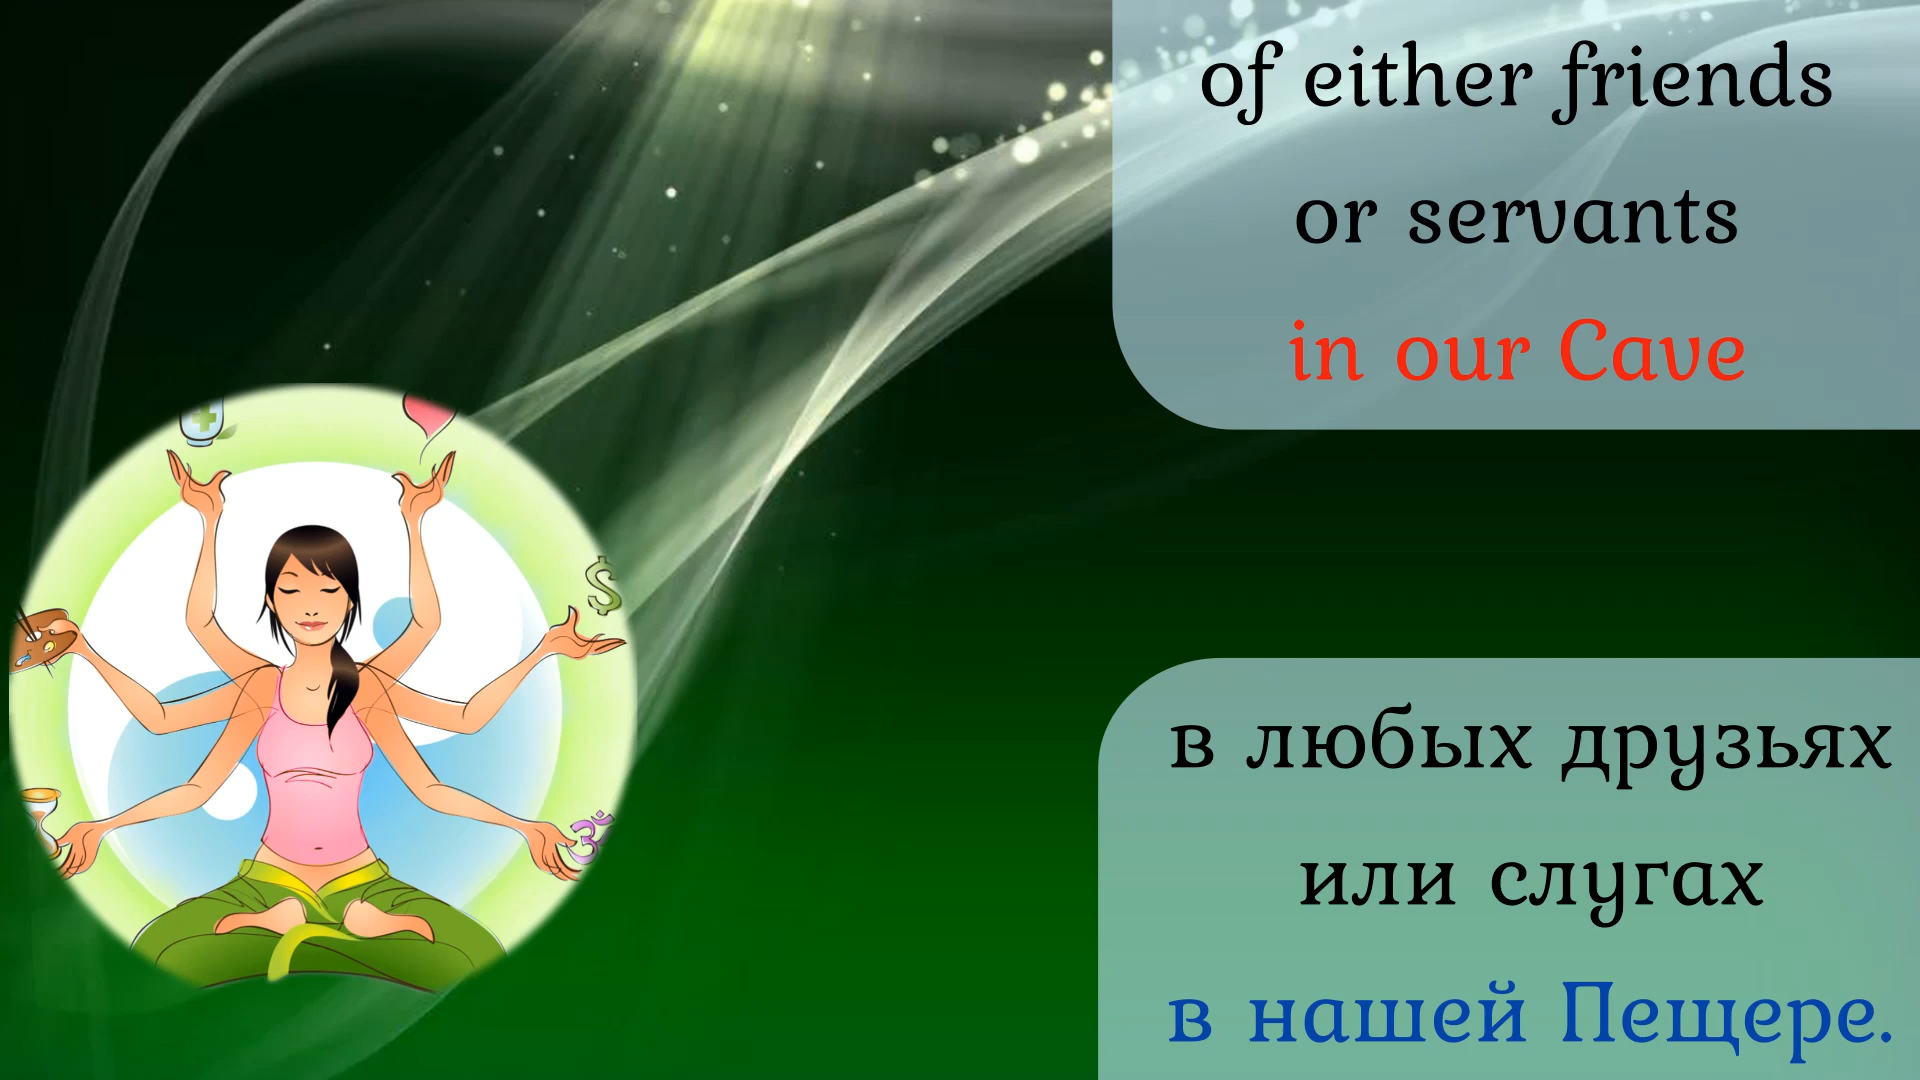 of either friends
or servants
in our Cave
в любых друзьях
или слугах
в нашей Пещере.